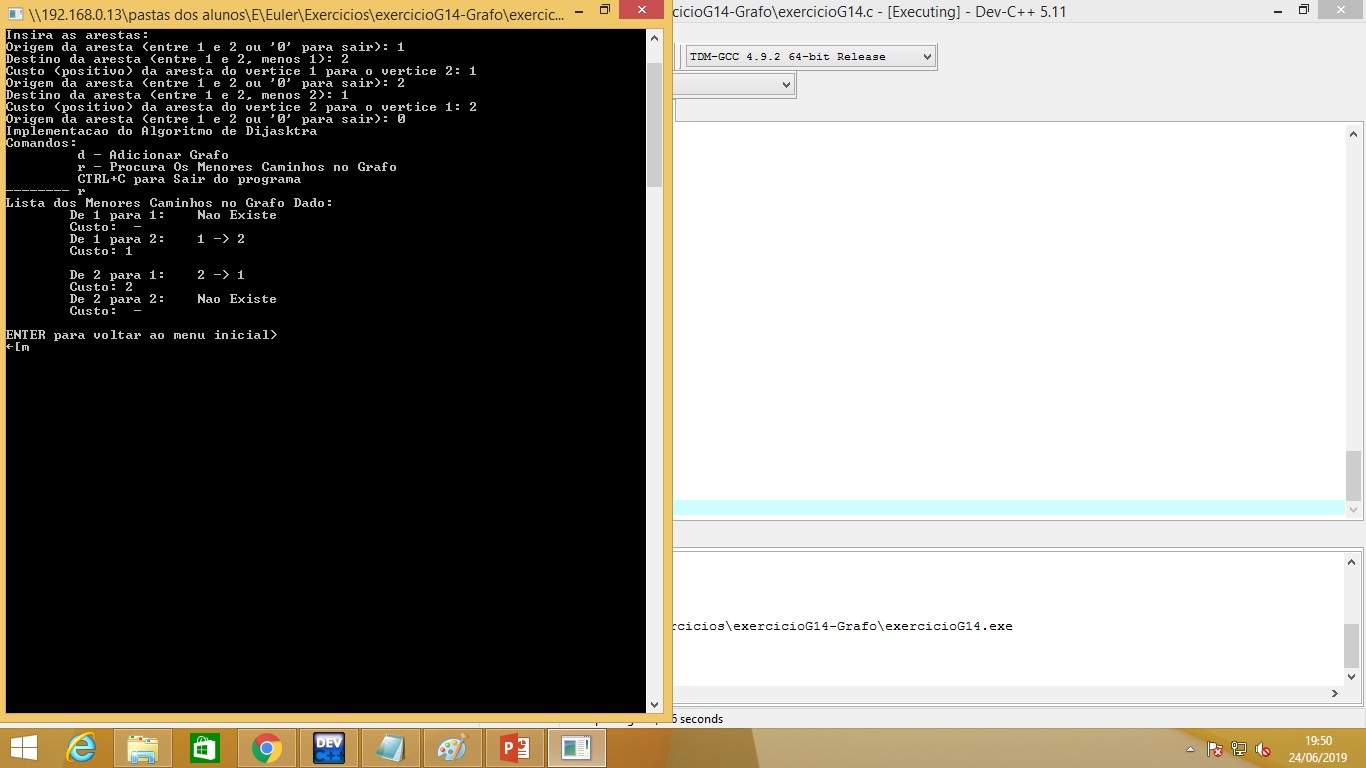 \\192.168.0.13\pastas dos alunos\E\Euler\Exercicios\exercicioG14-Grafo\exercic...
cicioG14-Grafo\exercicioG14.c - [Executing] - Dev-C++ 5.11
TDM-GCC 4.9.2 64-bit Release
Insira as arestas:
Origem da aresta (entre 1 e 2 ou '0' para sair): 1
Destino da aresta (entre 1 e 2, menos 1): 2
Custo (positivo) da aresta do vertice 1 para o vertice 2: 1
Origem da aresta (entre 1 e 2 ou '0' para sair): 2
Destino da aresta (entre 1 e 2, menos 2): 1
Custo (positivo) da aresta do vertice 2 para o vertice 1: 2
Origem da aresta (entre 1 e 2 ou '0' para sair): 0
Implementacao do Algoritmo de Dijasktra
Comandos:
d - Adicionar Grafo
r - Procura Os Menores Caminhos no Grafo
CTRL+C para Sair do programa
-------- r
Lista dos Menores Caminhos no Grafo Dado:
De 1 para 1: Nao Existe
Custo: -
De 1 para 2: 1 -> 2
Custo: 1
De 2 para 1: 2 -> 1
Custo: 2
De 2 para 2: Nao Existe
Custo: -
ENTER para voltar ao menu inicial>
←[m
rcicios\exercicioG14-Grafo\exercicioG14.exe
6 seconds
DEV C++
19:50
24/06/2019